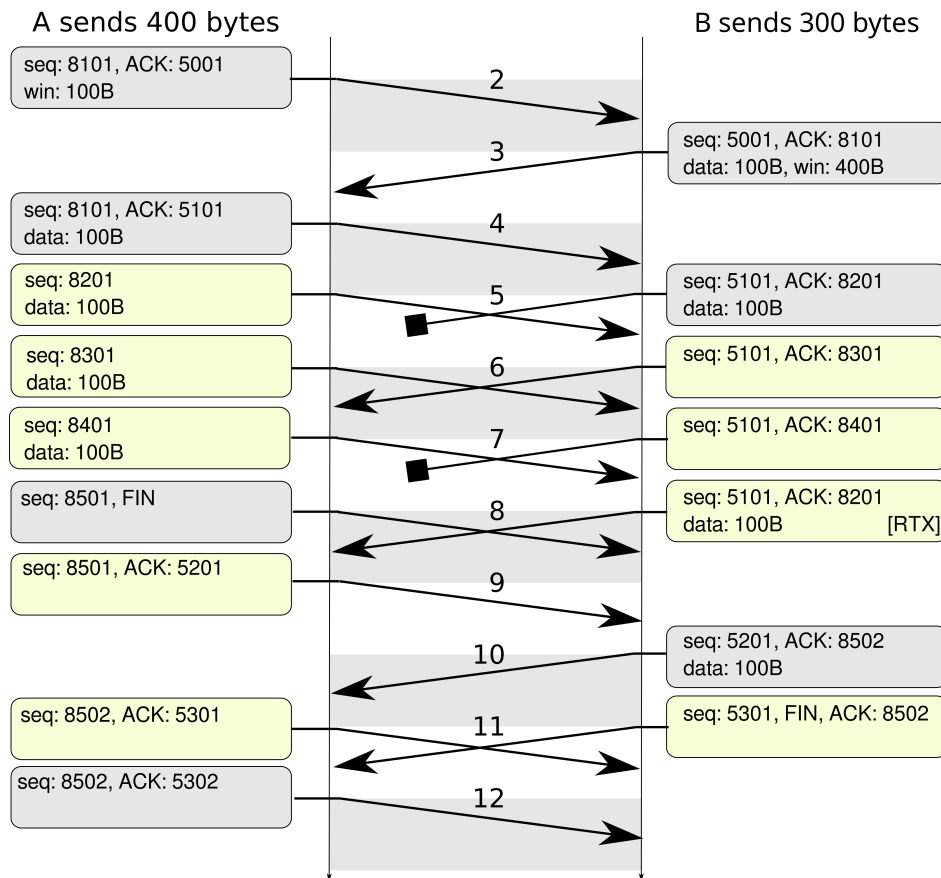 A sends 400 bytes
B sends 300 bytes
seq: 8101, ACK: 5001
win: 100B
2
3
seq: 5001, ACK: 8101
data: 100B, win: 400B
seq: 8101, ACK: 5101
data: 100B
4
seq: 8201
data: 100B
5
seq: 5101, ACK: 8201
data: 100B
seq: 8301
data: 100B
6
seq: 5101, ACK: 8301
seq: 8401
data: 100B
7
seq: 5101, ACK: 8401
seq: 8501, FIN
8
seq: 5101, ACK: 8201
data: 100B [RTX]
seq: 8501, ACK: 5201
9
10
seq: 5201, ACK: 8502
data: 100B
seq: 8502, ACK: 5301
11
seq: 5301, FIN, ACK: 8502
seq: 8502, ACK: 5302
12